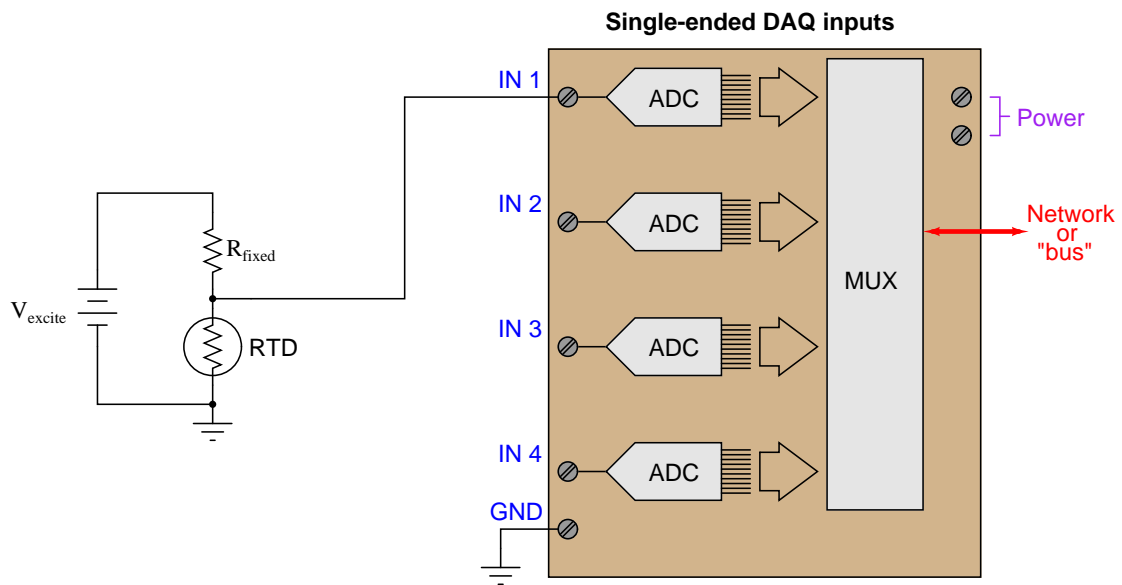 Single-ended DAQ inputs
IN 1
ADC
Power
IN 2
ADC
Network
or
"bus"
Rfixed
MUX
Vexcite
RTD
IN 3
ADC
IN 4
ADC
GND